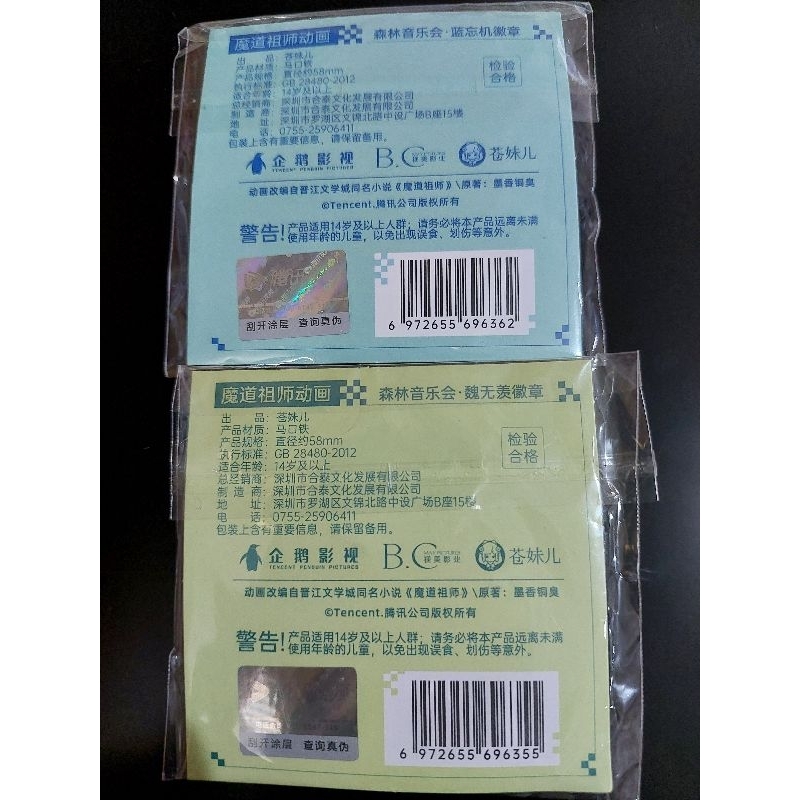 魔道祖师动画
森林音乐会·蓝忘机徽章
出 品：苍妹儿
产品材质：马口铁
产品规格：直径约58mm
执行标准：GB 28480-2012
适合年龄：14岁及以上
总经销商：深圳市合泰文化发展有限公司
制 造 商：深圳市合泰文化发展有限公司
地 址：深圳市罗湖区文锦北路中设广场B座15楼
电 话：0755-25906411
包装上含有重要信息，请保留备用。
检验
合格
企鹅影视
TENCENT PENGUIN PICTURES
B.C
视美影业
苍妹儿
动画改编自晋江文学城同名小说《魔道祖师》\原著：墨香铜臭
©Tencent.腾讯公司版权所有
警告!
产品适用14岁及以上人群；请务必将本产品远离未满
使用年龄的儿童，以免出现误食、划伤等意外。
刮开涂层 查询真伪
6 972655 696362
魔道祖师动画
森林音乐会·魏无羡徽章
出 品：苍妹儿
产品材质：马口铁
产品规格：直径约58mm
执行标准：GB 28480-2012
适合年龄：14岁及以上
总经销商：深圳市合泰文化发展有限公司
制 造 商：深圳市合泰文化发展有限公司
地 址：深圳市罗湖区文锦北路中设广场B座15楼
电 话：0755-25906411
包装上含有重要信息，请保留备用。
检验
合格
企鹅影视
TENCENT PENGUIN PICTURES
B.C
视美影业
苍妹儿
动画改编自晋江文学城同名小说《魔道祖师》\原著：墨香铜臭
©Tencent.腾讯公司版权所有
警告!
产品适用14岁及以上人群；请务必将本产品远离未满
使用年龄的儿童，以免出现误食、划伤等意外。
刮开涂层 查询真伪
6 972655 696355